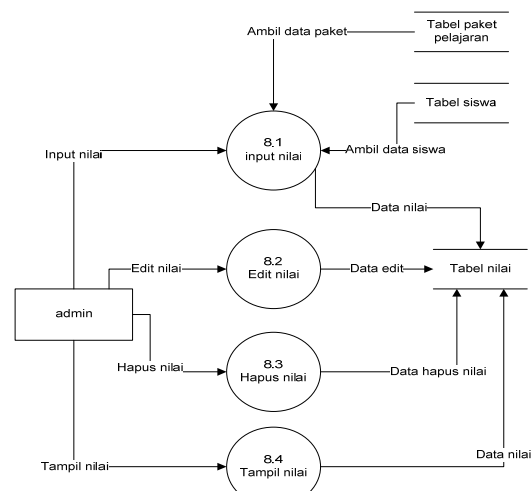 Ambil data paket
Tabel paket
pelajaran
Tabel siswa
8.1
input nilai
Input nilai
Ambil data siswa
Data nilai
8.2
Edit nilai
Edit nilai
Data edit
Tabel nilai
admin
8.3
Hapus nilai
Hapus nilai
Data hapus nilai
8.4
Tampil nilai
Tampil nilai
Data nilai